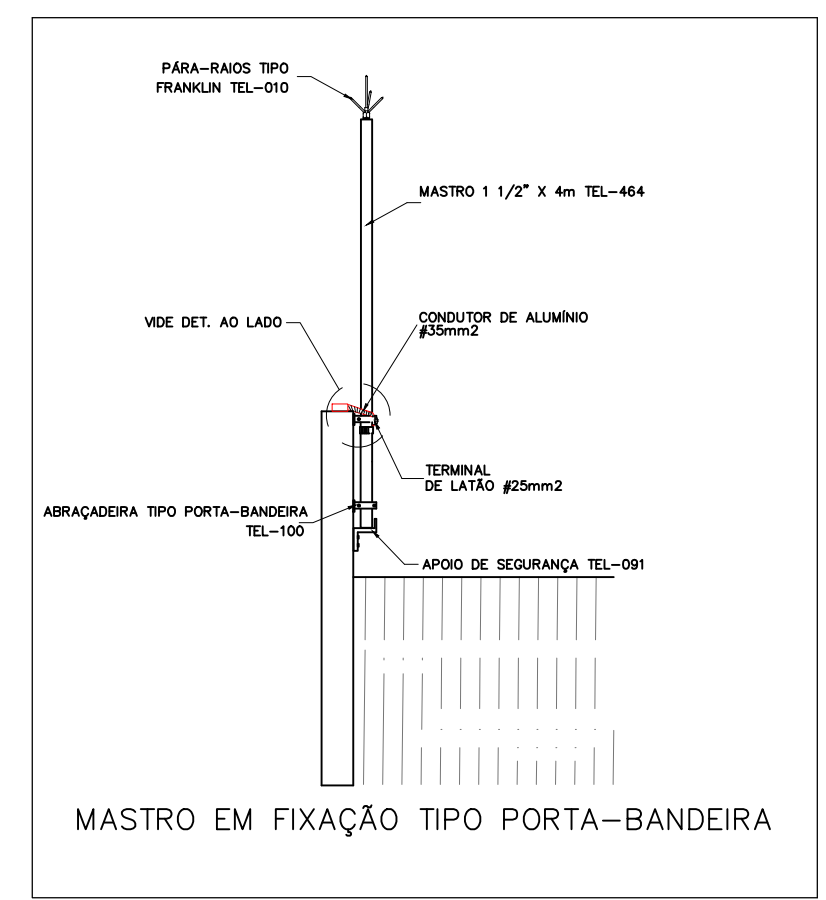 PÁRA-RAIOS TIPO
FRANKLIN TEL-010
MASTRO 1 1/2" X 4m TEL-464
VIDE DET. AO LADO
CONDUTOR DE ALUMÍNIO
#35mm2
TERMINAL
DE LATÃO #25mm2
ABRAÇADEIRA TIPO PORTA-BANDEIRA
TEL-100
APOIO DE SEGURANÇA TEL-091
MASTRO EM FIXAÇÃO TIPO PORTA-BANDEIRA